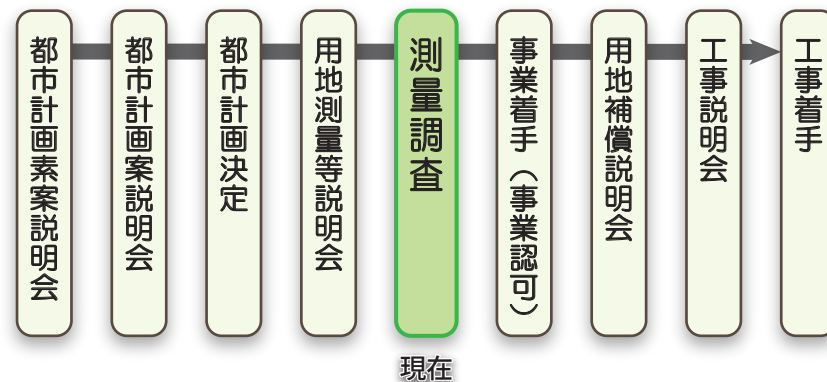 都市計画素案説明会
都市計画案説明会
都市計画決定
用地測量等説明会
測量調査
事業着手（事業認可）
用地補償説明会
工事説明会
工事着手
現在